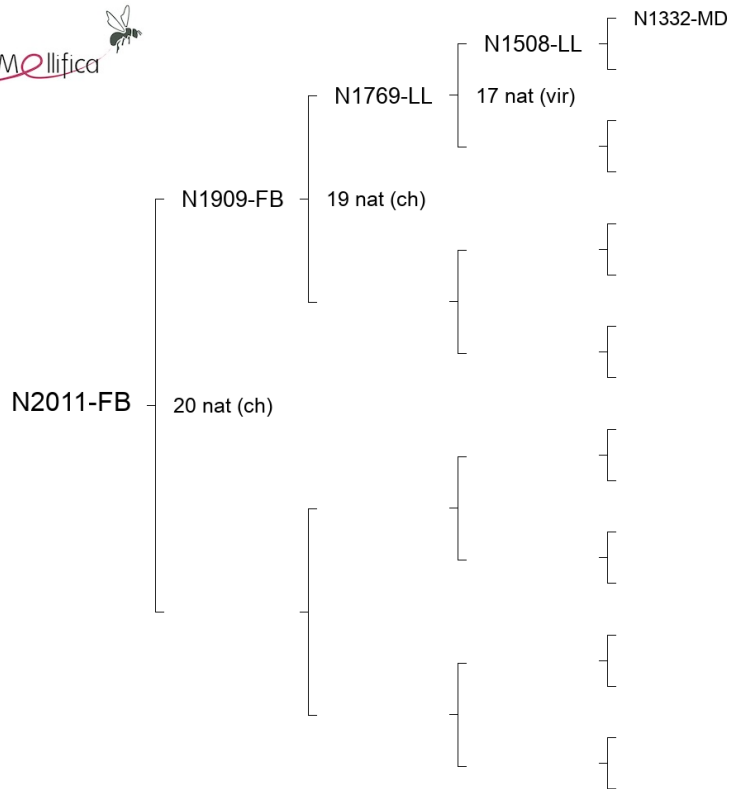 Mellifica
N1332-MD
N1508-LL
N1769-LL
17 nat (vir)
N1909-FB
19 nat (ch)
N2011-FB
20 nat (ch)